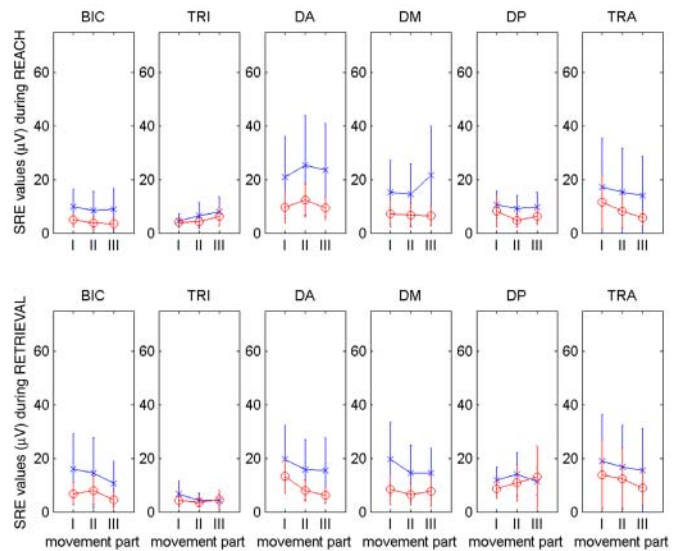 BIC TRI DA DM DP TRA
SRE values (µV) during REACH
60 60 60 60 60 60
40 40 40 40 40 40
20 20 20 20 20 20
0 0 0 0 0 0
I II III I II III I II III I II III I II III I II III
BIC TRI DA DM DP TRA
SRE values (µV) during RETRIEVAL
60 60 60 60 60 60
40 40 40 40 40 40
20 20 20 20 20 20
0 0 0 0 0 0
I II III I II III I II III I II III I II III I II III
movement part movement part movement part movement part movement part movement part